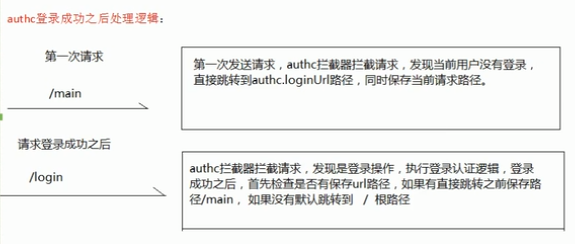 authc登录成功之后处理逻辑：
第一次请求
/main
第一次发送请求，authc拦截器拦截请求，发现当前用户没有登录，
直接跳转到authc.loginUrl路径，同时保存当前请求路径。
请求登录成功之后
/login
authc拦截器拦截请求，发现是登录操作，执行登录认证逻辑，登录
成功之后，首先检查是否有保存url路径，如果有直接跳转之前保存路
径/main，如果没有默认跳转到 / 根路径